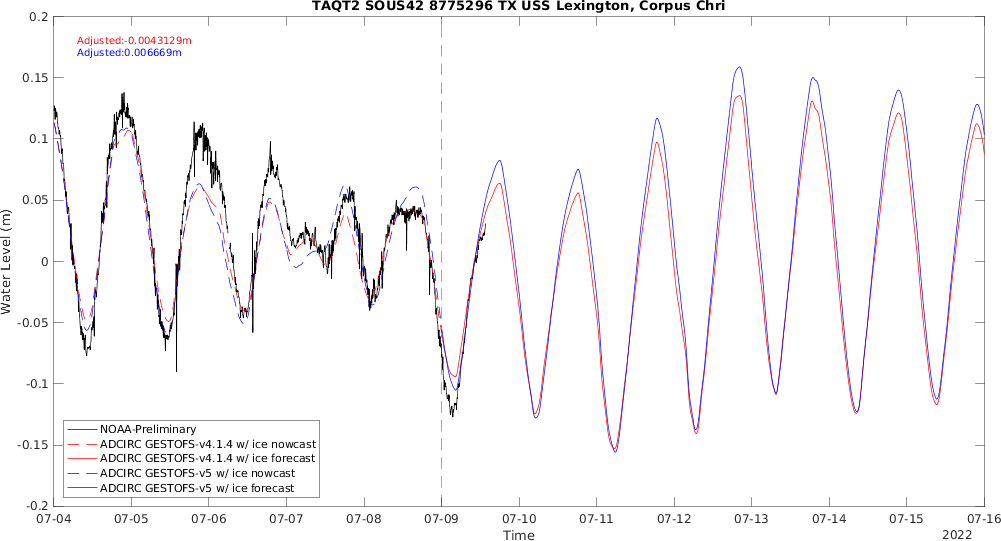 TAQT2 SOUS42 8775296 TX USS Lexington, Corpus Chri
0.2
Adjusted:-0.0043129m
Adjusted:0.006669m
0.15
0.1
0.05
0
-0.05
-0.1
-0.15
-0.2
Water Level (m)
NOAA-Preliminary
ADCIRC GESTOFS-v4.1.4 w/ ice nowcast
ADCIRC GESTOFS-v4.1.4 w/ ice forecast
ADCIRC GESTOFS-v5 w/ ice nowcast
ADCIRC GESTOFS-v5 w/ ice forecast
07-04 07-05 07-06 07-07 07-08 07-09 07-10 07-11 07-12 07-13 07-14 07-15 07-16
Time
2022